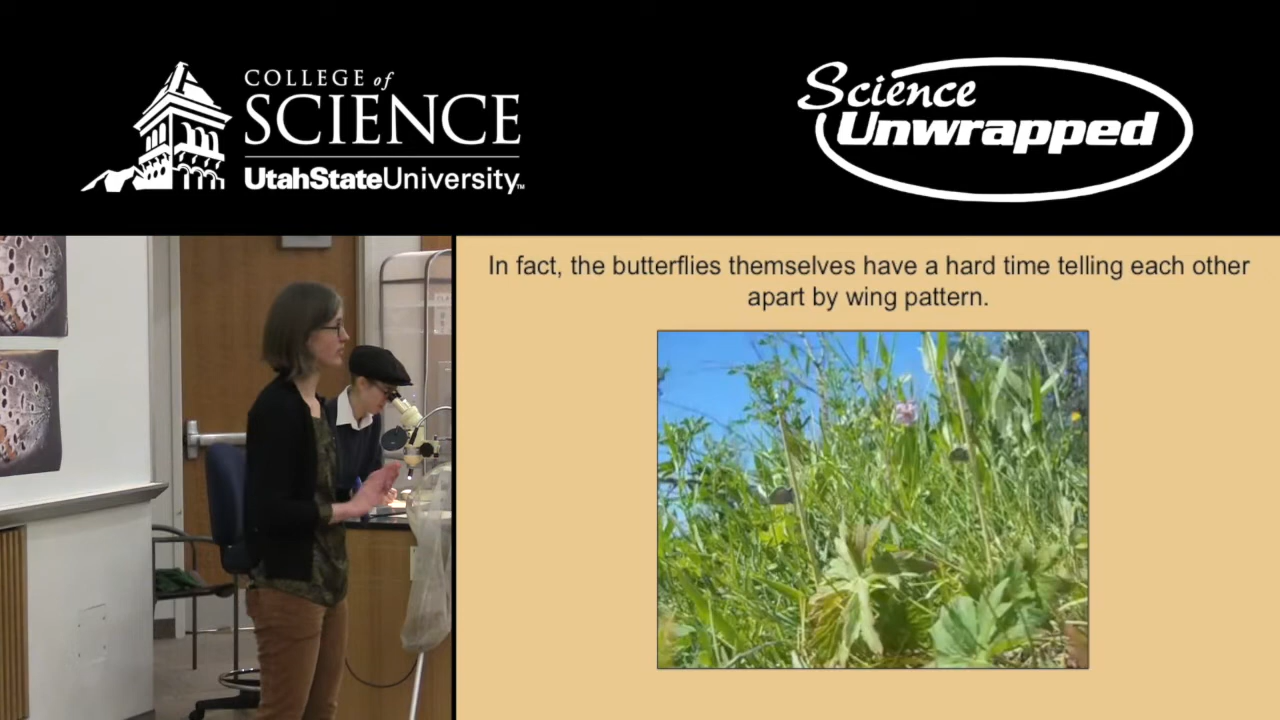 COLLEGE of
SCIENCE
UtahStateUniversity™
Science
Unwrapped
In fact, the butterflies themselves have a hard time telling each other
apart by wing pattern.